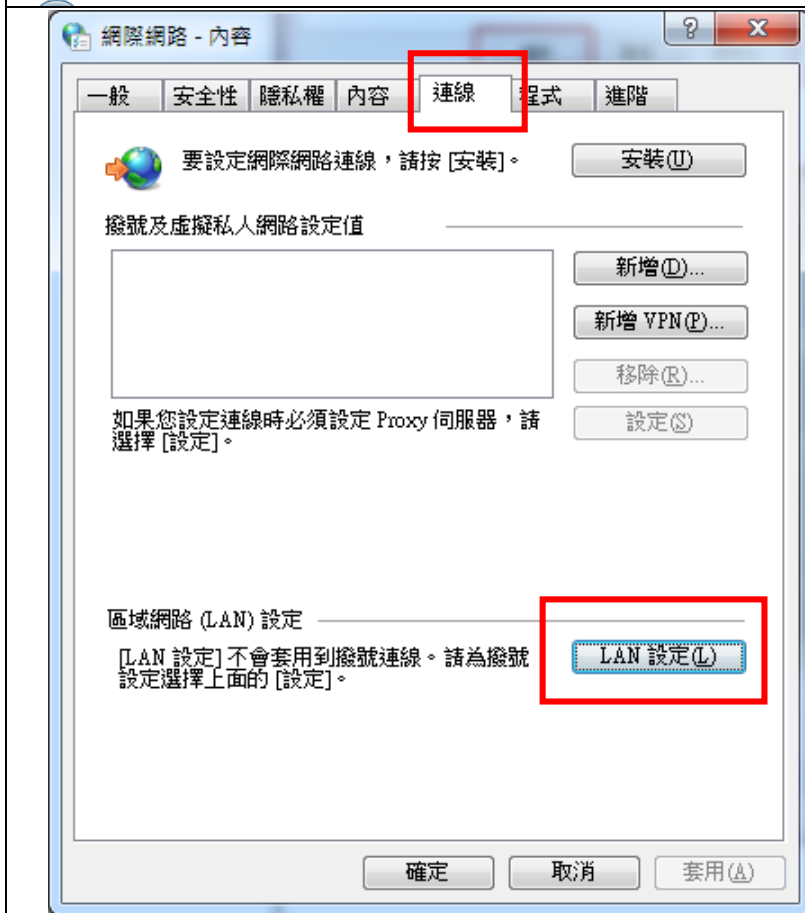 網際網路 - 內容
一般 安全性 隱私權 內容 連線 程式 進階
要設定網際網路連線，請按 [安裝]。
安裝(U)
撥號及虛擬私人網路設定值
新增(D)...
新增 VPN(P)...
移除(R)...
如果您設定連線時必須設定 Proxy 伺服器，請
選擇 [設定]。
設定(S)
區域網路 (LAN) 設定
[LAN 設定] 不會套用到撥號連線。請為撥號
設定選擇上面的 [設定]。
LAN 設定(L)
確定 取消 套用(A)